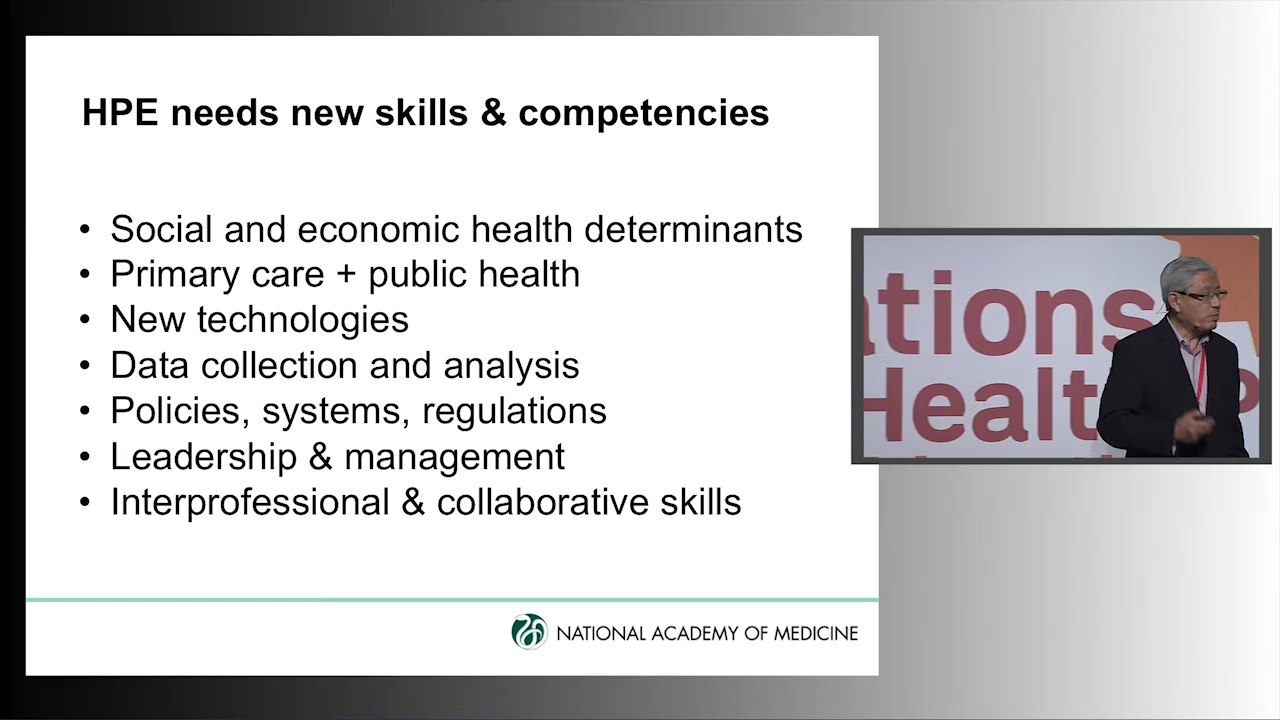 HPE needs new skills & competencies
• Social and economic health determinants
• Primary care + public health
• New technologies
• Data collection and analysis
• Policies, systems, regulations
• Leadership & management
• Interprofessional & collaborative skills
NATIONAL ACADEMY OF MEDICINE
ations
Healt